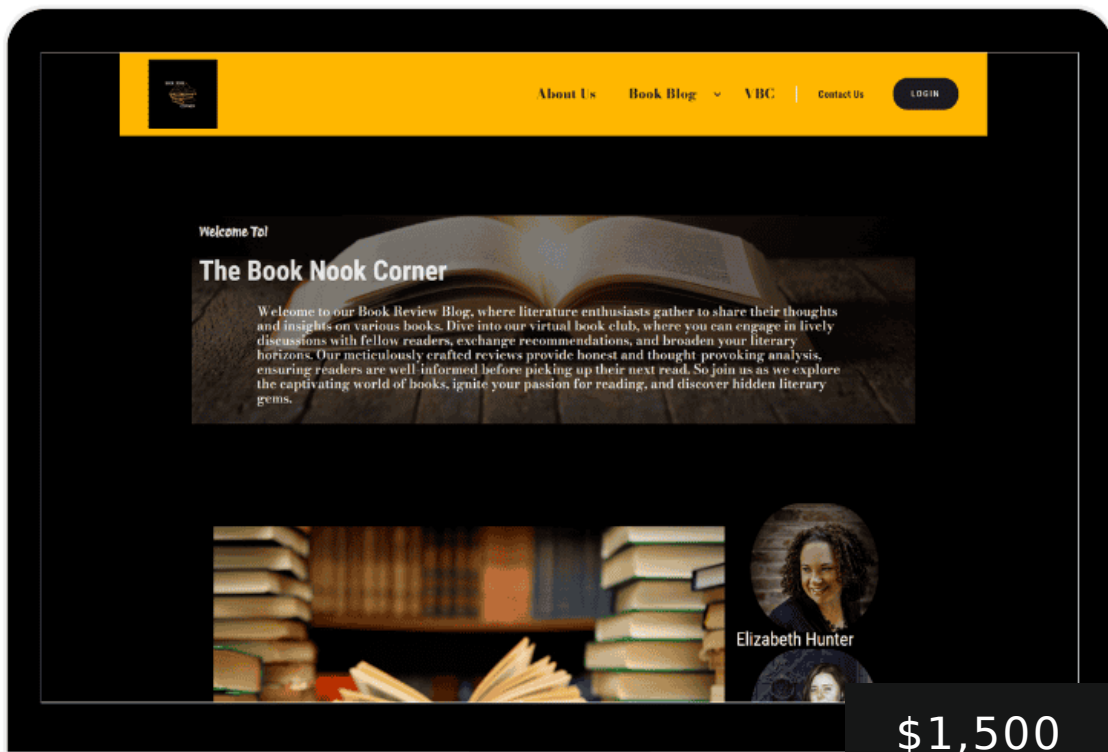 About Us Book Blog VBC Contact Us LOGIN
Welcome To!
The Book Nook Corner
Welcome to our Book Review Blog, where literature enthusiasts gather to share their thoughts
and insights on various books. Dive into our virtual book club, where you can engage in lively
discussions with fellow readers, exchange recommendations, and broaden your literary
horizons. Our meticulously crafted reviews provide honest and thought-provoking analysis,
ensuring readers are well-informed before picking up their next read. So join us as we explore
the captivating world of books, ignite your passion for reading, and discover hidden literary
gems.
Elizabeth Hunter
$1,500